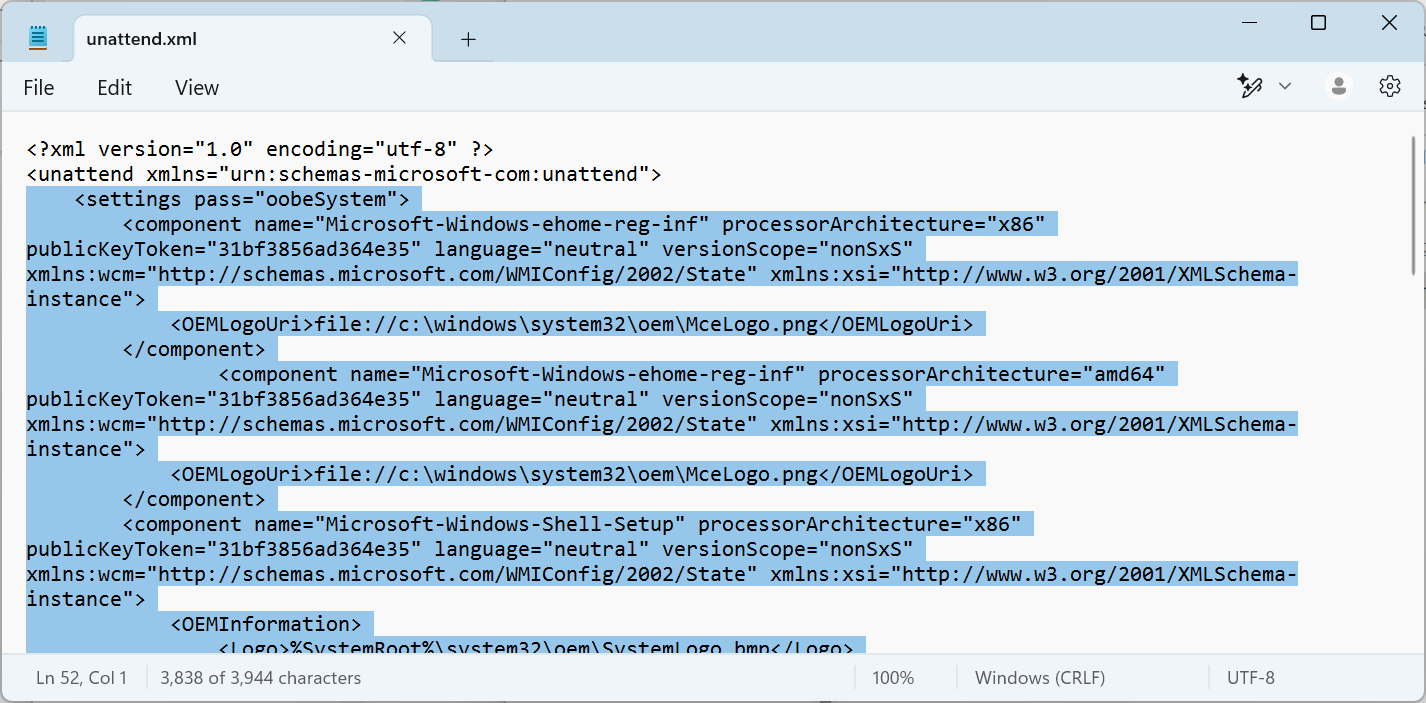 unattend.xml
File Edit View
<?xml version="1.0" encoding="utf-8" ?>
<unattend xmlns="urn:schemas-microsoft-com:unattend">
    <settings pass="oobeSystem">
        <component name="Microsoft-Windows-ehome-reg-inf" processorArchitecture="x86"
publicKeyToken="31bf3856ad364e35" language="neutral" versionScope="nonSxS"
xmlns:wcm="http://schemas.microsoft.com/WMIConfig/2002/State" xmlns:xsi="http://www.w3.org/2001/XMLSchema-
instance">
            <OEMLogoUri>file://c:\windows\system32\oem\MceLogo.png</OEMLogoUri>
        </component>
                <component name="Microsoft-Windows-ehome-reg-inf" processorArchitecture="amd64"
publicKeyToken="31bf3856ad364e35" language="neutral" versionScope="nonSxS"
xmlns:wcm="http://schemas.microsoft.com/WMIConfig/2002/State" xmlns:xsi="http://www.w3.org/2001/XMLSchema-
instance">
            <OEMLogoUri>file://c:\windows\system32\oem\MceLogo.png</OEMLogoUri>
        </component>
        <component name="Microsoft-Windows-Shell-Setup" processorArchitecture="x86"
publicKeyToken="31bf3856ad364e35" language="neutral" versionScope="nonSxS"
xmlns:wcm="http://schemas.microsoft.com/WMIConfig/2002/State" xmlns:xsi="http://www.w3.org/2001/XMLSchema-
instance">
            <OEMInformation>
                <Logo>%SystemRoot%\system32\oem\SystemLogo.bmp</Logo>
Ln 52, Col 1 3,838 of 3,944 characters 100% Windows (CRLF) UTF-8